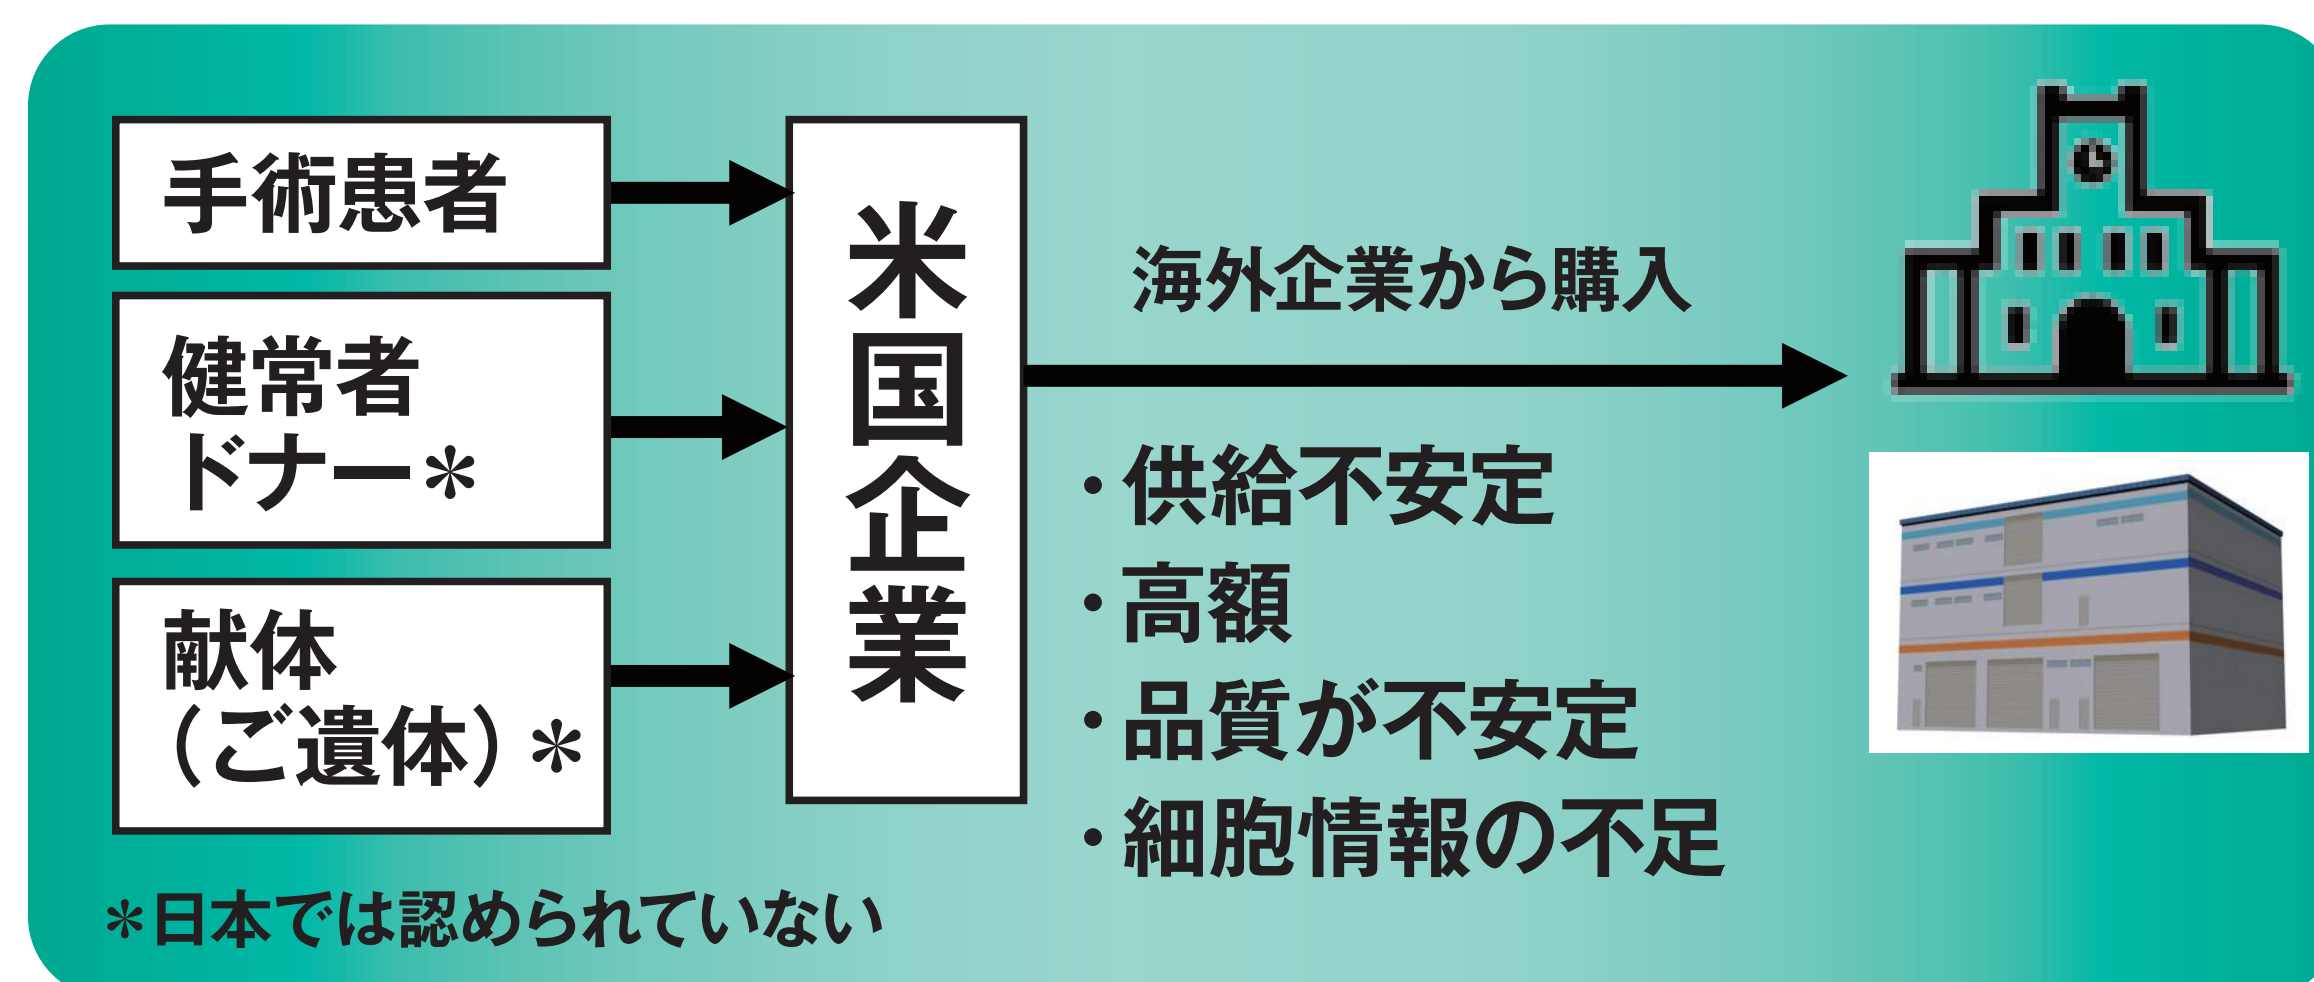 手術患者
健常者
ドナー＊
献体
（ご遺体）＊
米国企業
海外企業から購入
・供給不安定
・高額
・品質が不安定
・細胞情報の不足
＊日本では認められていない